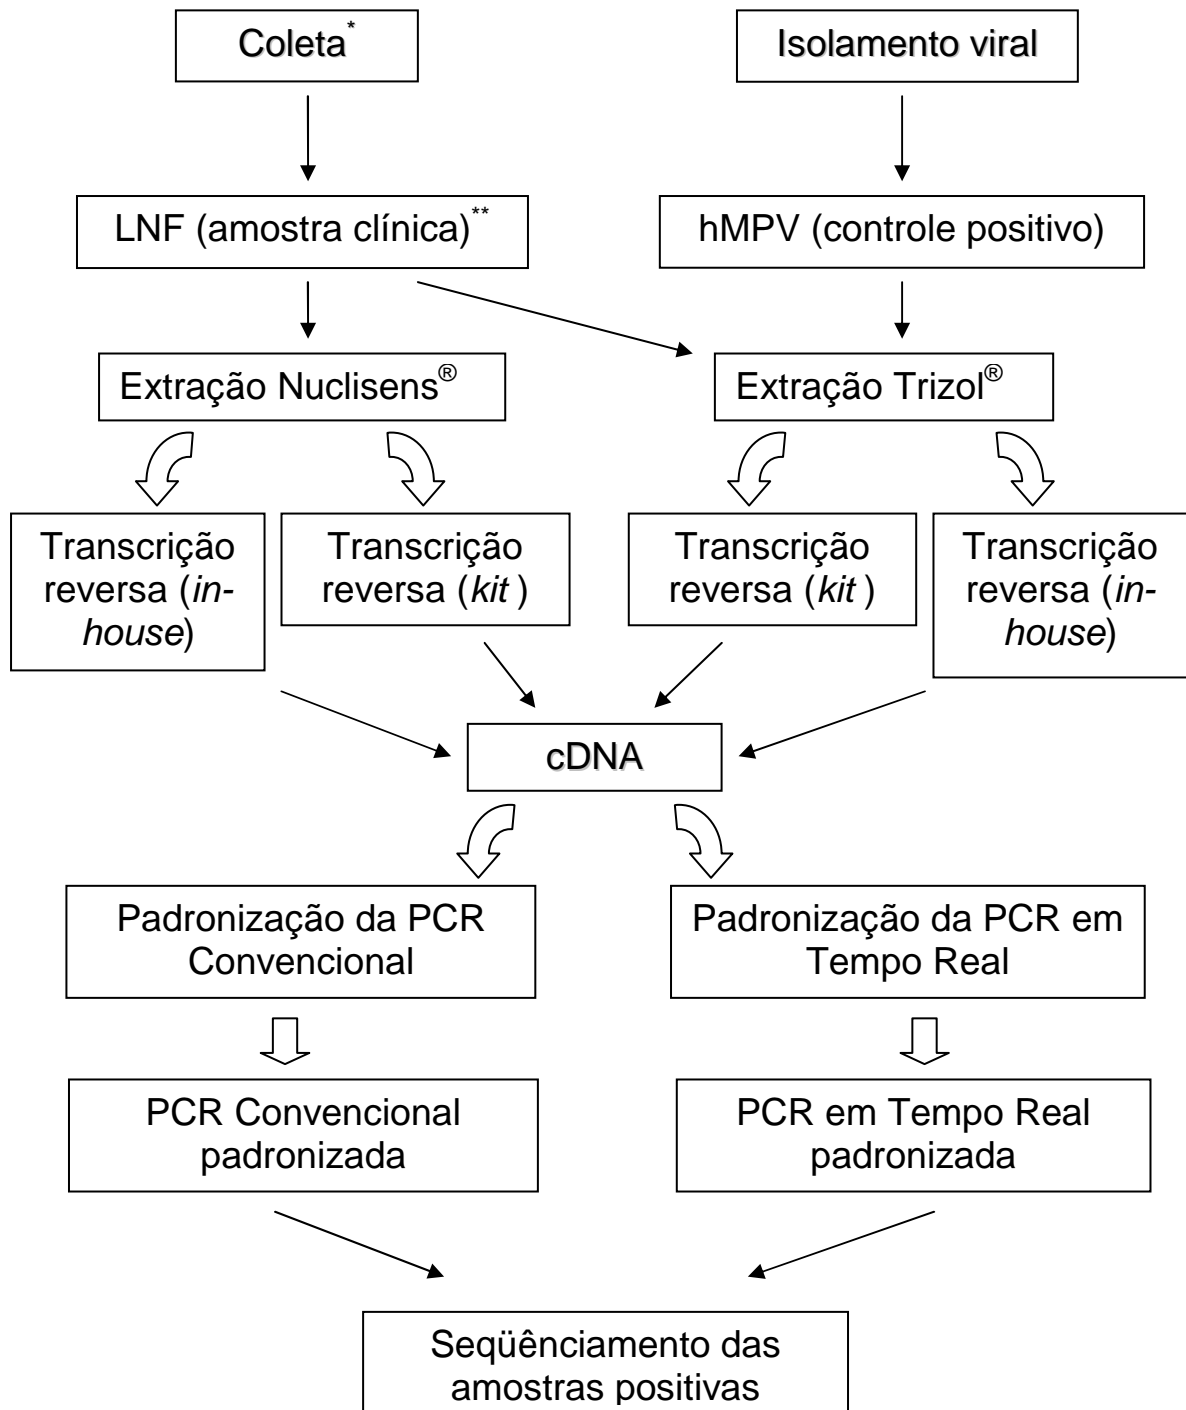 Coleta*
Isolamento viral
LNF (amostra clínica)**
hMPV (controle positivo)
Extração Nuclisens®
Extração Trizol®
Transcrição
reversa (in-
house)
Transcrição
reversa (kit )
Transcrição
reversa (kit )
Transcrição
reversa (in-
house)
cDNA
Padronização da PCR
Convencional
Padronização da PCR em
Tempo Real
PCR Convencional
padronizada
PCR em Tempo Real
padronizada
Seqüênciamento das
amostras positivas